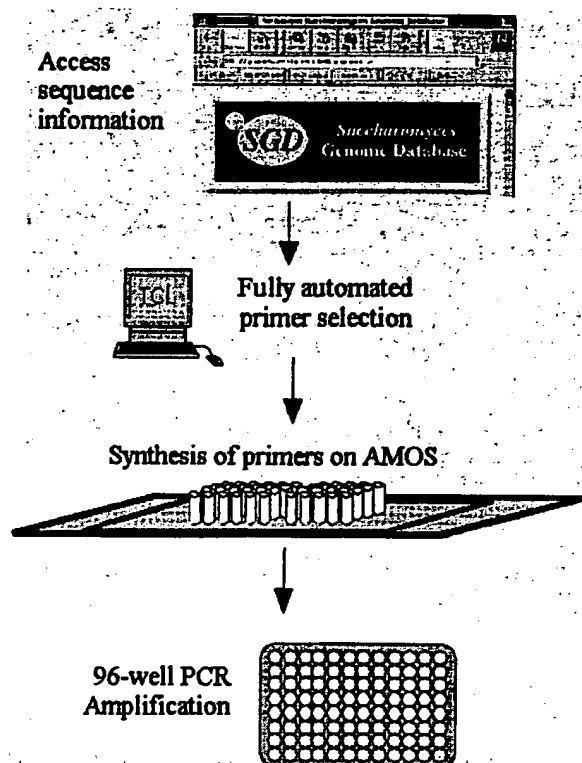 Access
sequence
information
SGD
Saccharomyces
Genomic Database
Fully automated
primer selection
Synthesis of primers on AMOS
96-well PCR
Amplification